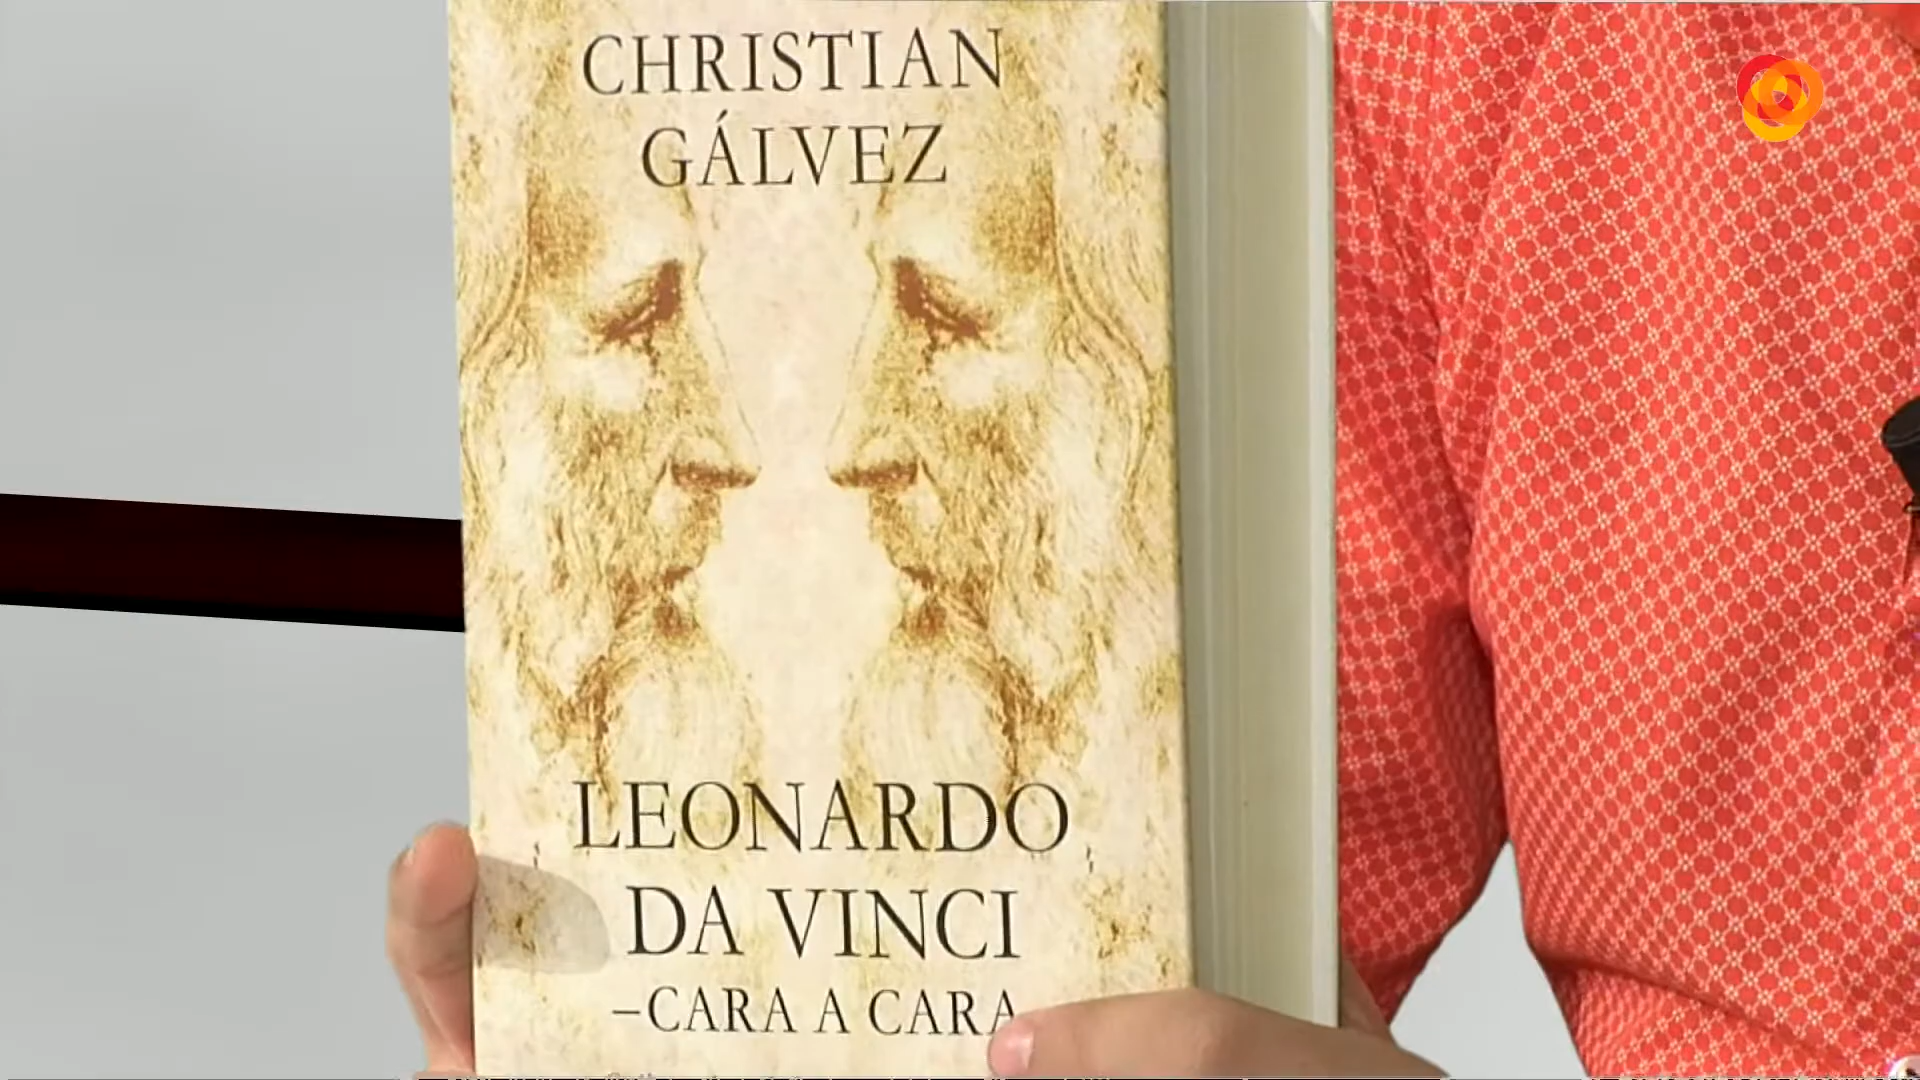 CHRISTIAN
GÁLVEZ
LEONARDO
DA VINCI
–CARA A CARA